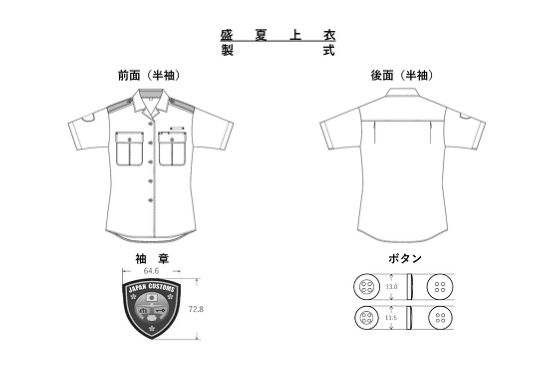 盛夏上衣
製式
前面（半袖）
後面（半袖）
袖章
ボタン
64.6
JAPAN CUSTOMS
72.8
13.0
11.5